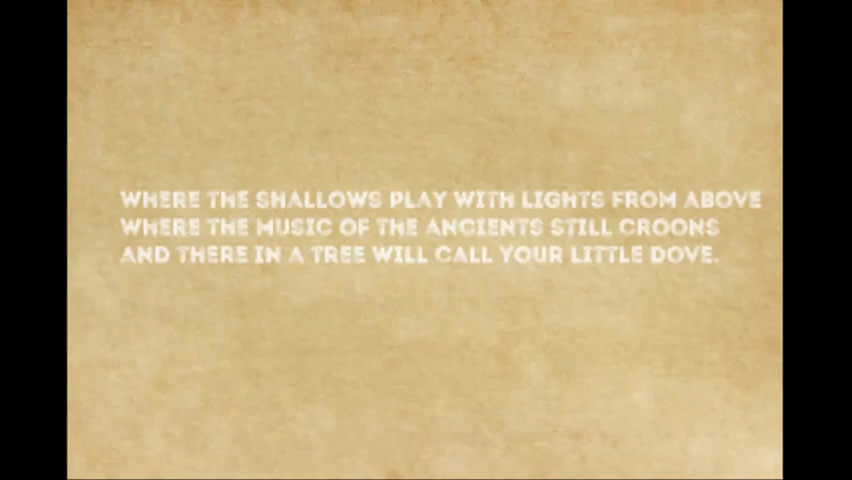 WHERE THE SHALLOWS PLAY WITH LIGHTS FROM ABOVE
WHERE THE MUSIC OF THE ANCIENTS STILL CROONS
AND THERE IN A TREE WILL CALL YOUR LITTLE DOVE.